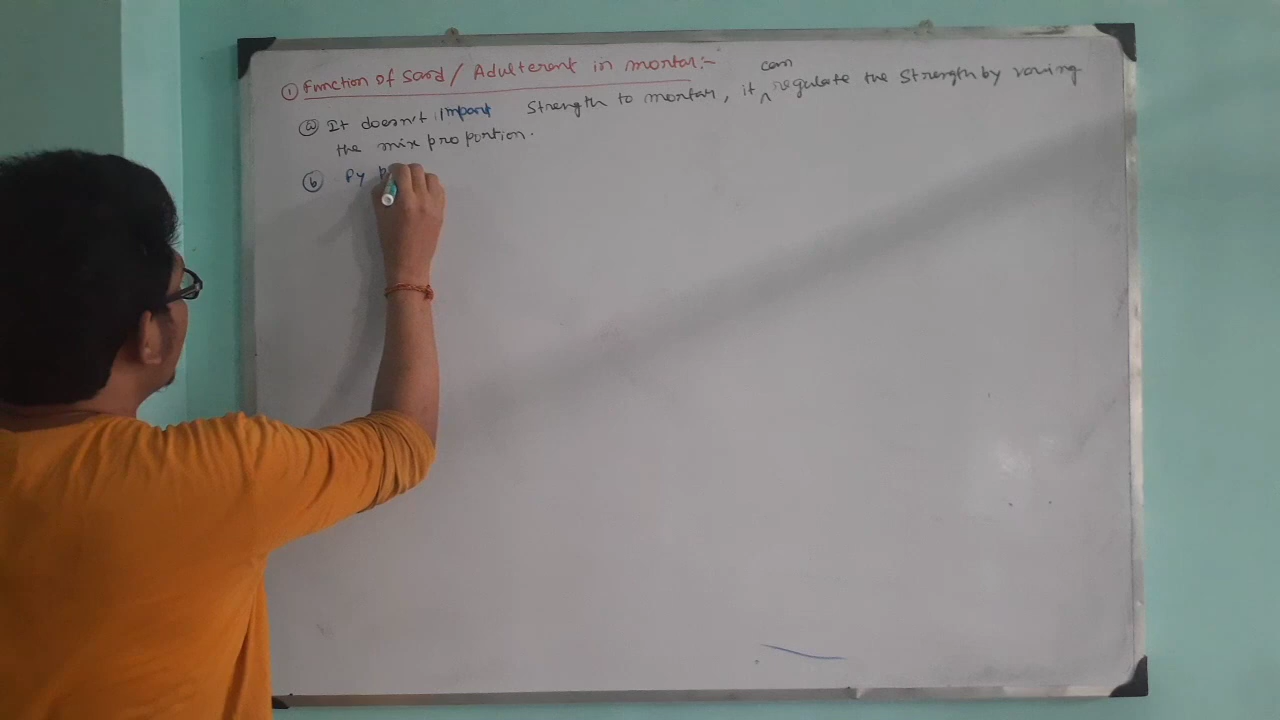 ① Function of Sand / Adulterant in mortar:-
ⓐ It doesn't impart Strength to mortar, it can regulate the Strength by varing
the mix proportion.
ⓑ Py